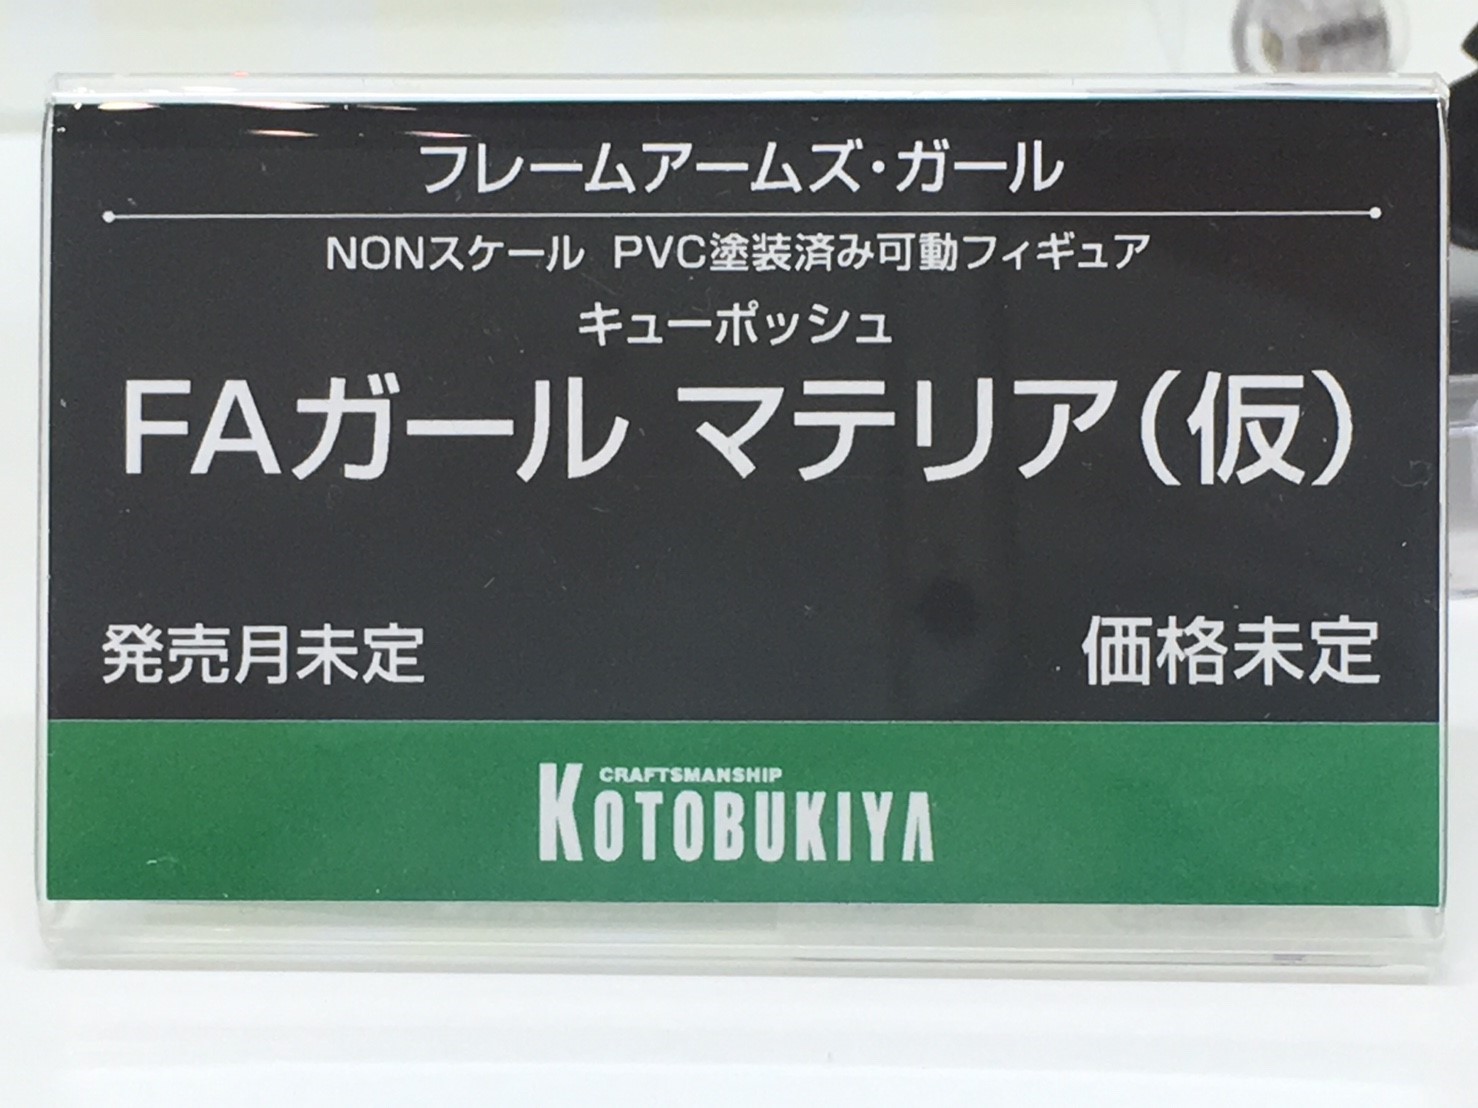 フレームアームズ・ガール
NONスケール PVC塗装済み可動フィギュア
キューポッシュ
FAガール マテリア(仮)
発売月未定
価格未定
CRAFTSMANSHIP
KOTOBUKIYA